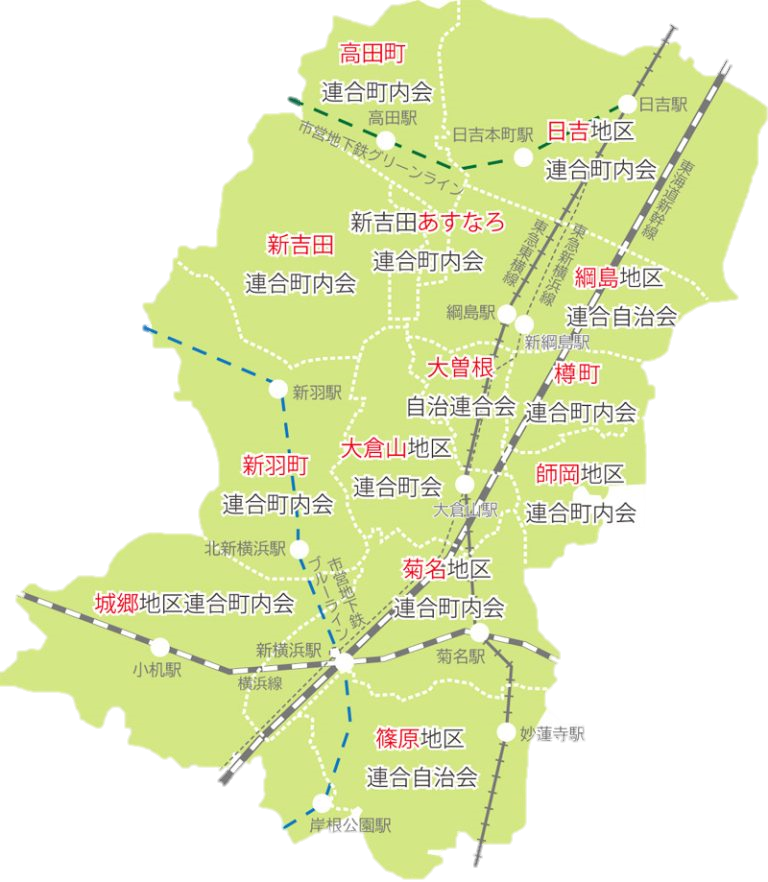 高田町
連合町内会
高田駅
市営地下鉄グリーンライン
日吉本町駅
日吉駅
日吉地区
連合町内会
東海道新幹線
新吉田あすなろ
連合町内会
新吉田
連合町内会
東急東横線
東急新横浜線
綱島地区
連合自治会
綱島駅
新綱島駅
大曽根
自治連合会
樽町
連合町内会
新羽駅
新羽町
連合町内会
大倉山地区
連合町会
大倉山駅
師岡地区
連合町内会
北新横浜駅
市営地下鉄
ブルーライン
菊名地区
連合町内会
城郷地区連合町内会
小机駅
新横浜駅
横浜線
菊名駅
妙蓮寺駅
篠原地区
連合自治会
岸根公園駅